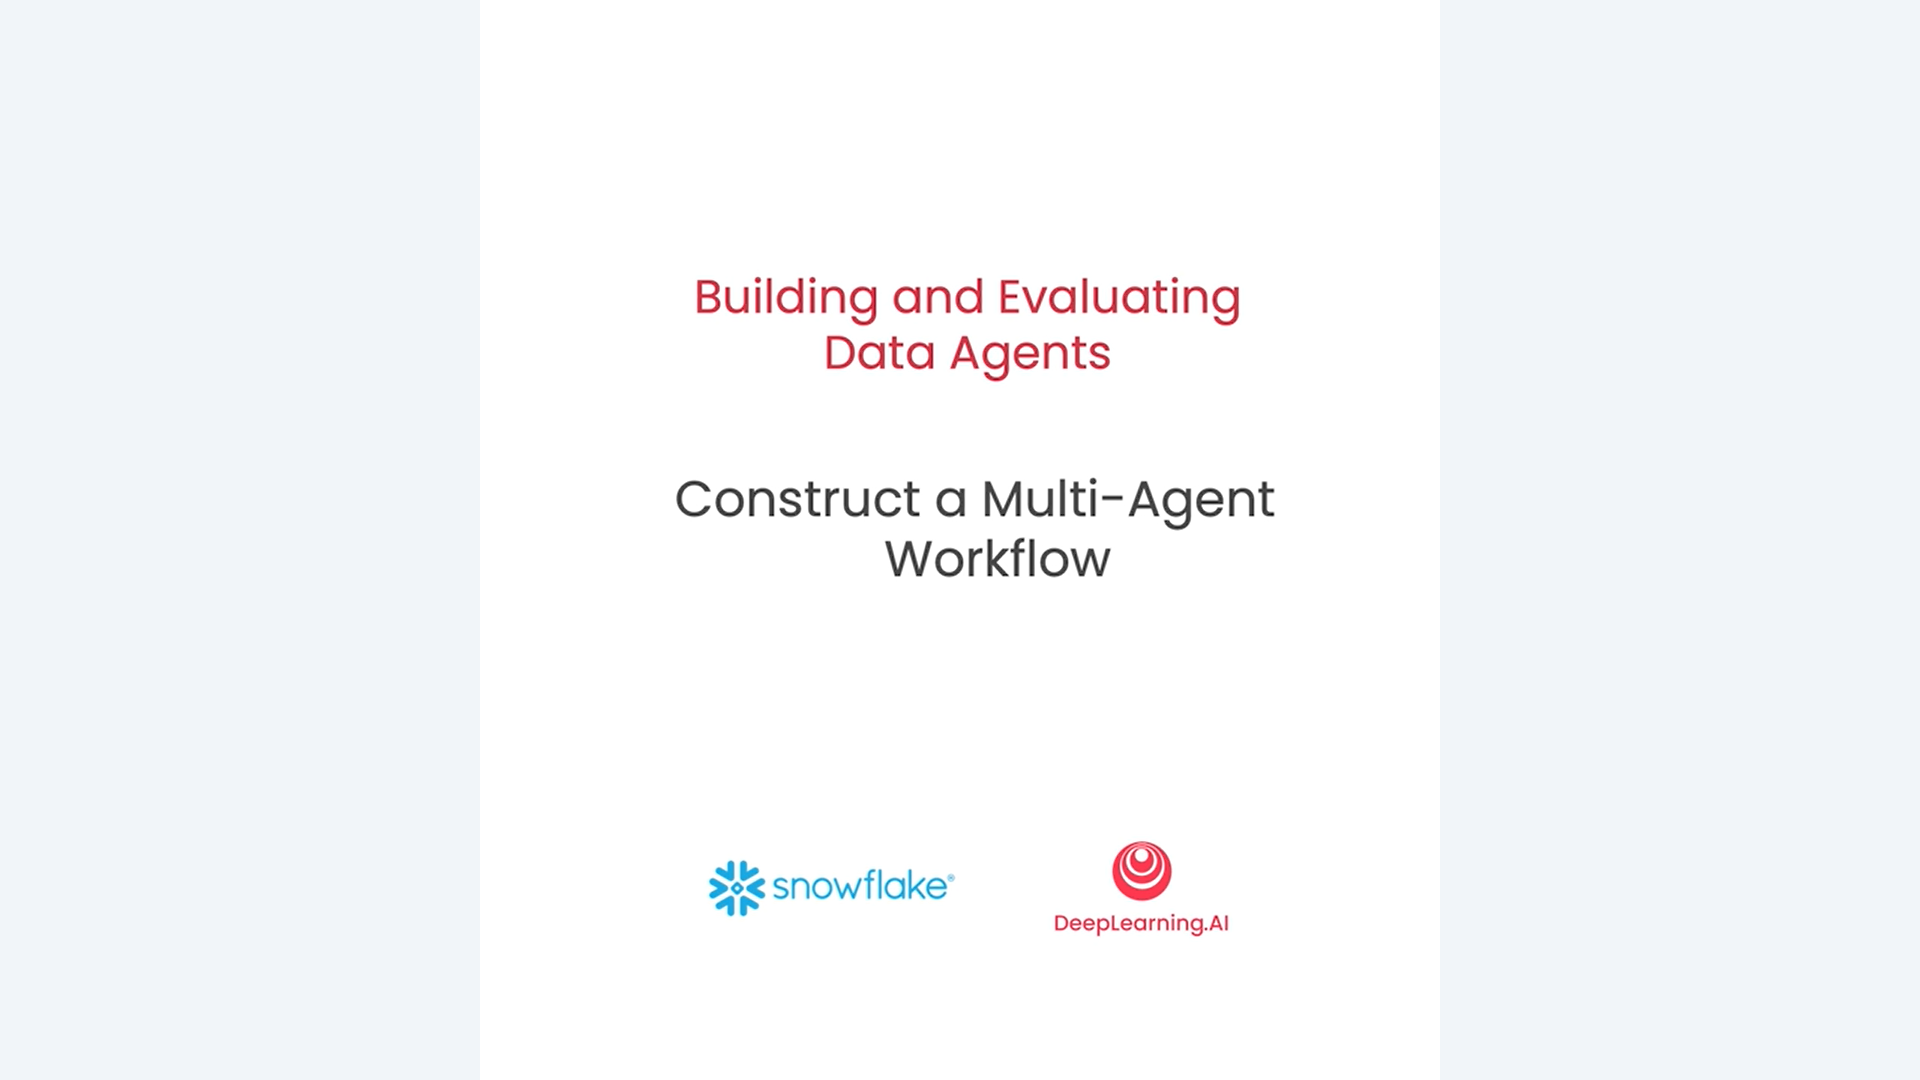 Building and Evaluating
Data Agents
Construct a Multi-Agent
Workflow
snowflake®
DeepLearning.AI